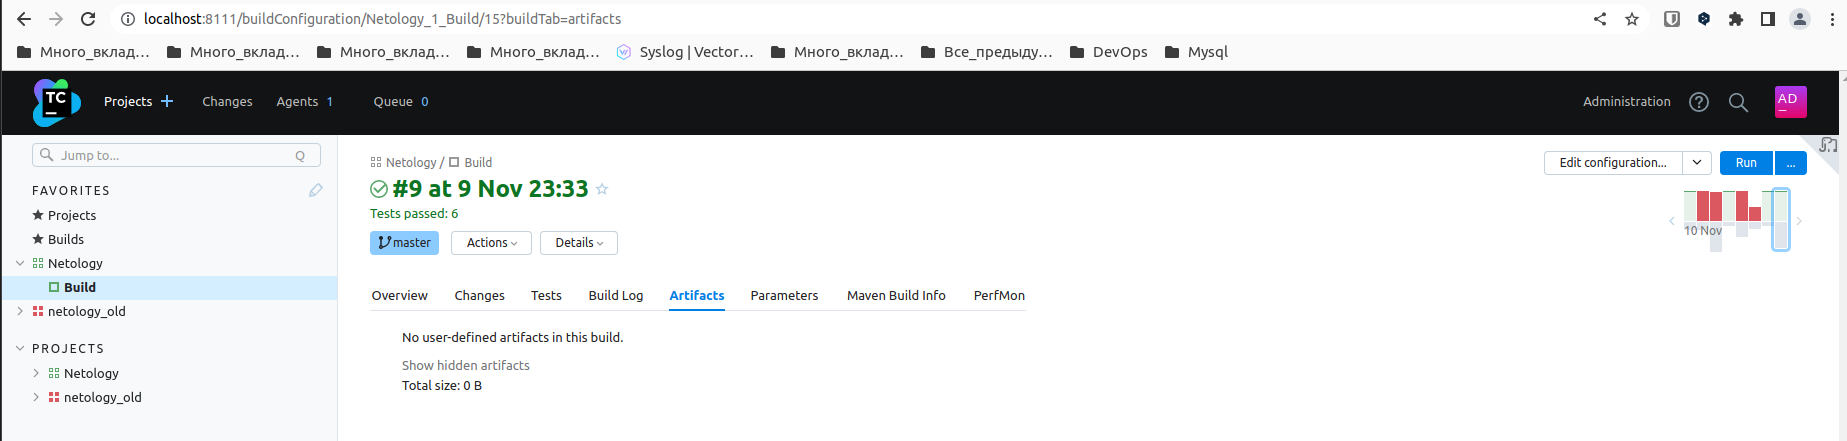 localhost:8111/buildConfiguration/Netology_1_Build/15?buildTab=artifacts
Много_вклад... Много_вклад... Много_вклад... Много_вклад... Syslog | Vector... Много_вклад... Все_предыду... DevOps Mysql
TC Projects Changes Agents 1 Queue 0 Administration AD
Jump to... Q
FAVORITES
Projects
Builds
Netology
Build
netology_old
PROJECTS
Netology
netology_old
Netology / Build
Edit configuration... Run ...
#9 at 9 Nov 23:33
Tests passed: 6
10 Nov
master Actions Details
Overview Changes Tests Build Log Artifacts Parameters Maven Build Info PerfMon
No user-defined artifacts in this build.
Show hidden artifacts
Total size: 0 B